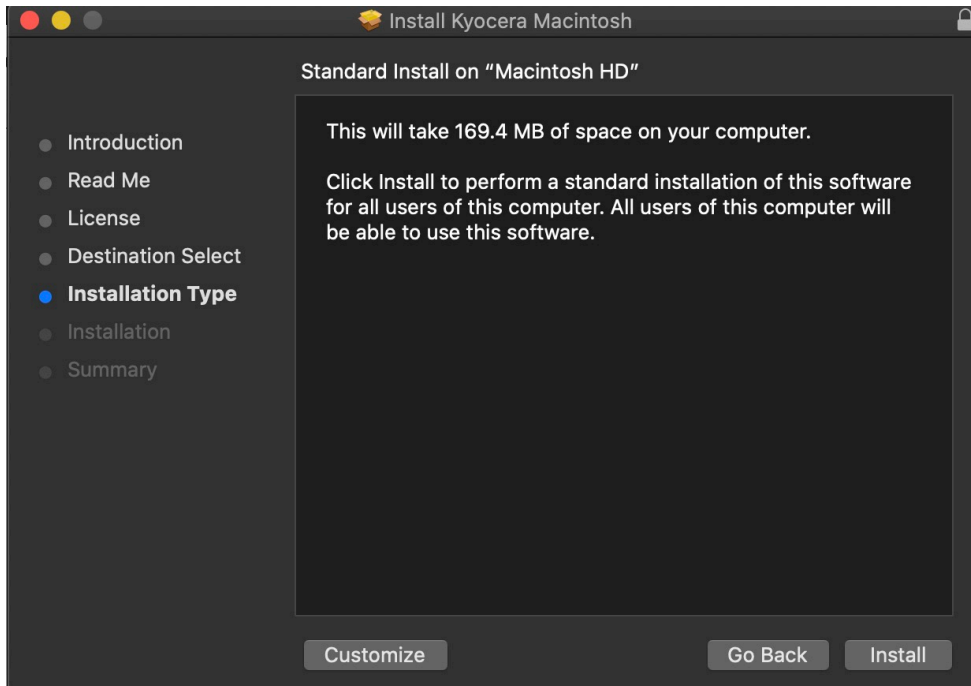 Install Kyocera Macintosh
Standard Install on “Macintosh HD”
Introduction
Read Me
License
Destination Select
Installation Type
Installation
Summary
This will take 169.4 MB of space on your computer.
Click Install to perform a standard installation of this software
for all users of this computer. All users of this computer will
be able to use this software.
Customize
Go Back
Install